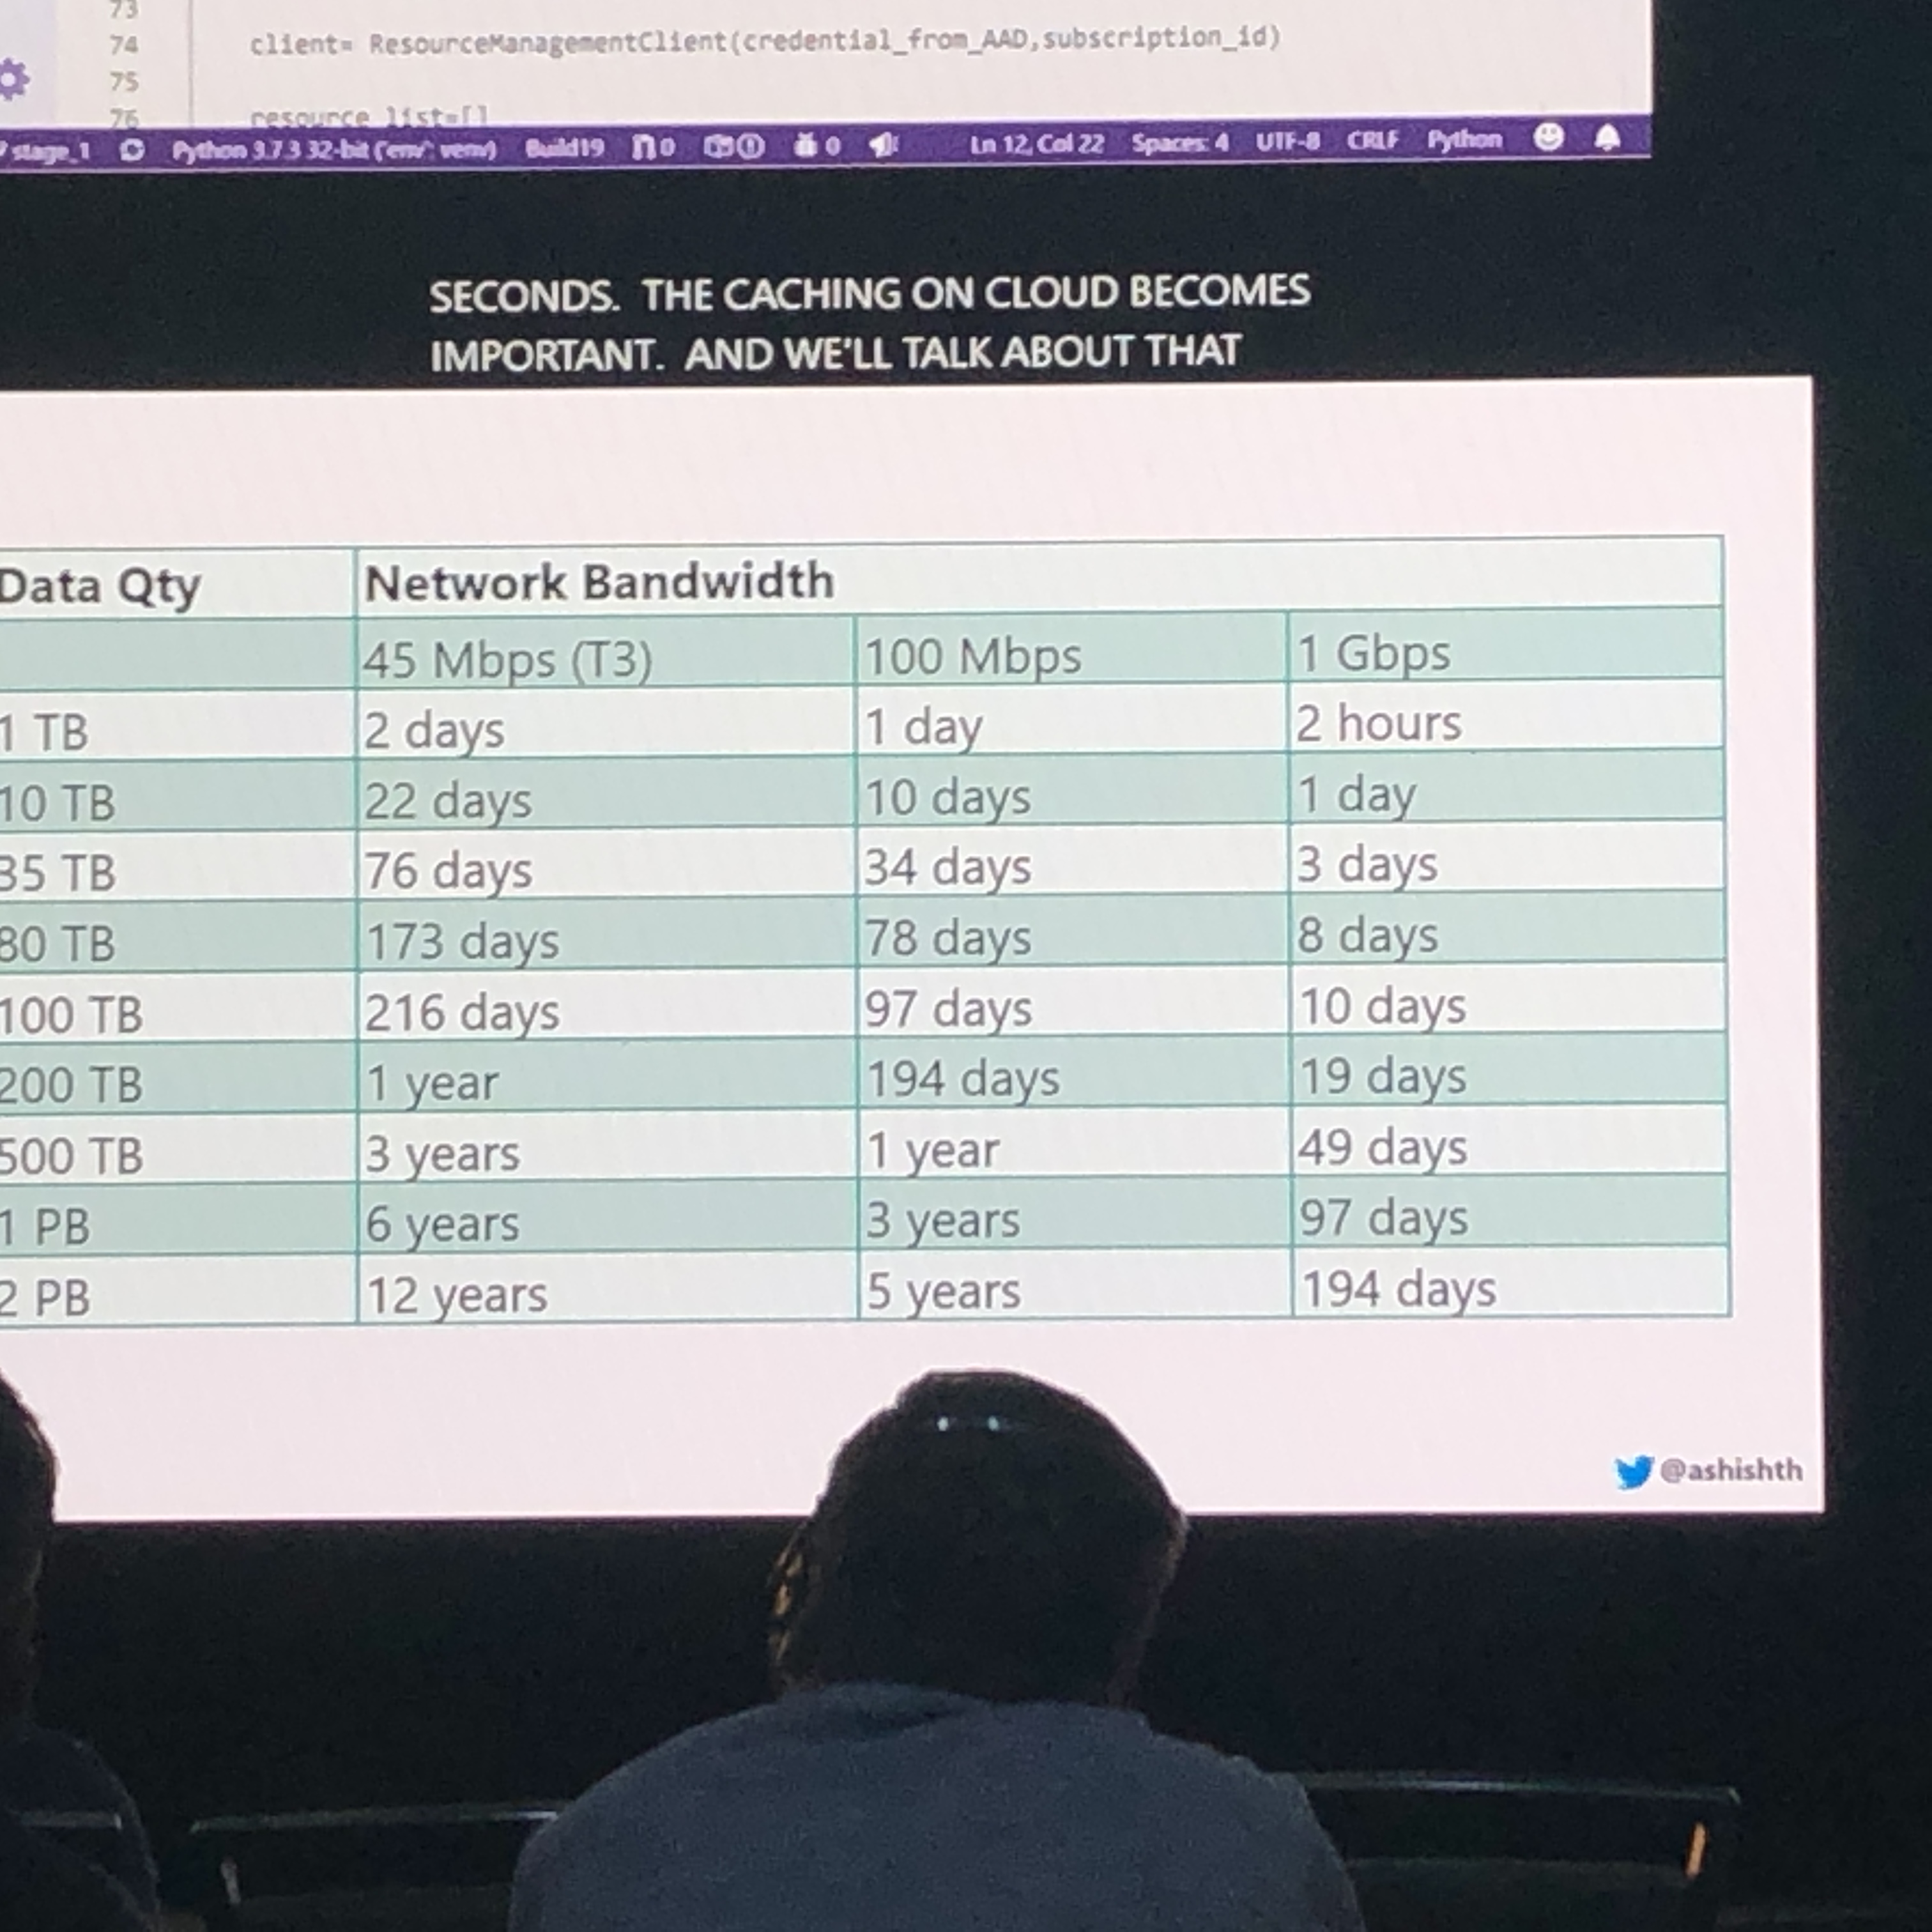 73
74 client= ResourceManagementClient(credential_from_AAD,subscription_id)
75
76 resource_list=[]
stage_1 Python 3.7.3 32-bit ('env': venv) Build19 0 0 Ln 12, Col 22 Spaces: 4 UTF-8 CRLF Python
SECONDS. THE CACHING ON CLOUD BECOMES
IMPORTANT. AND WE'LL TALK ABOUT THAT
Data Qty Network Bandwidth
45 Mbps (T3) 100 Mbps 1 Gbps
1 TB 2 days 1 day 2 hours
10 TB 22 days 10 days 1 day
35 TB 76 days 34 days 3 days
80 TB 173 days 78 days 8 days
100 TB 216 days 97 days 10 days
200 TB 1 year 194 days 19 days
500 TB 3 years 1 year 49 days
1 PB 6 years 3 years 97 days
2 PB 12 years 5 years 194 days
@ashishth